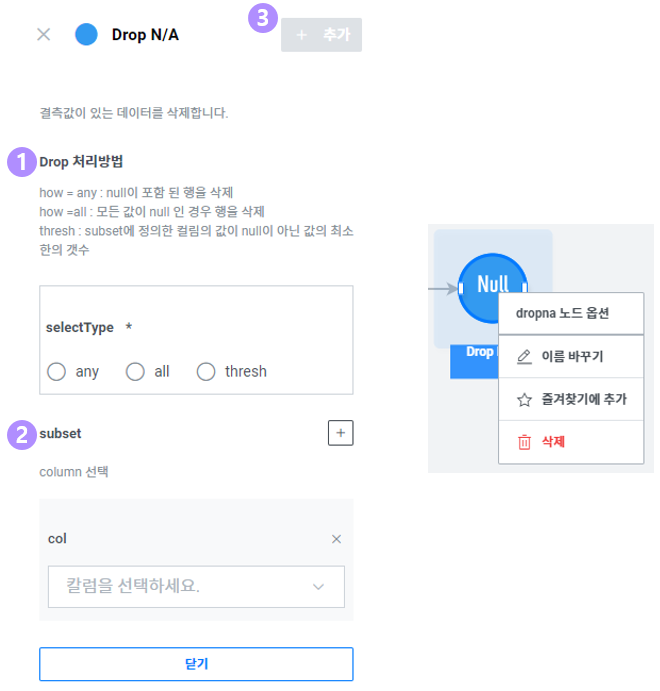 3
Drop N/A
+ 추가
결측값이 있는 데이터를 삭제합니다.
1
Drop 처리방법
how = any : null이 포함 된 행을 삭제
how =all : 모든 값이 null 인 경우 행을 삭제
thresh : subset에 정의한 컬림의 값이 null이 아닌 값의 최소
한의 갯수
selectType *
any
all
thresh
2
subset
+
column 선택
col
칼럼을 선택하세요.
닫기
Null
Drop
dropna 노드 옵션
이름 바꾸기
즐겨찾기에 추가
삭제